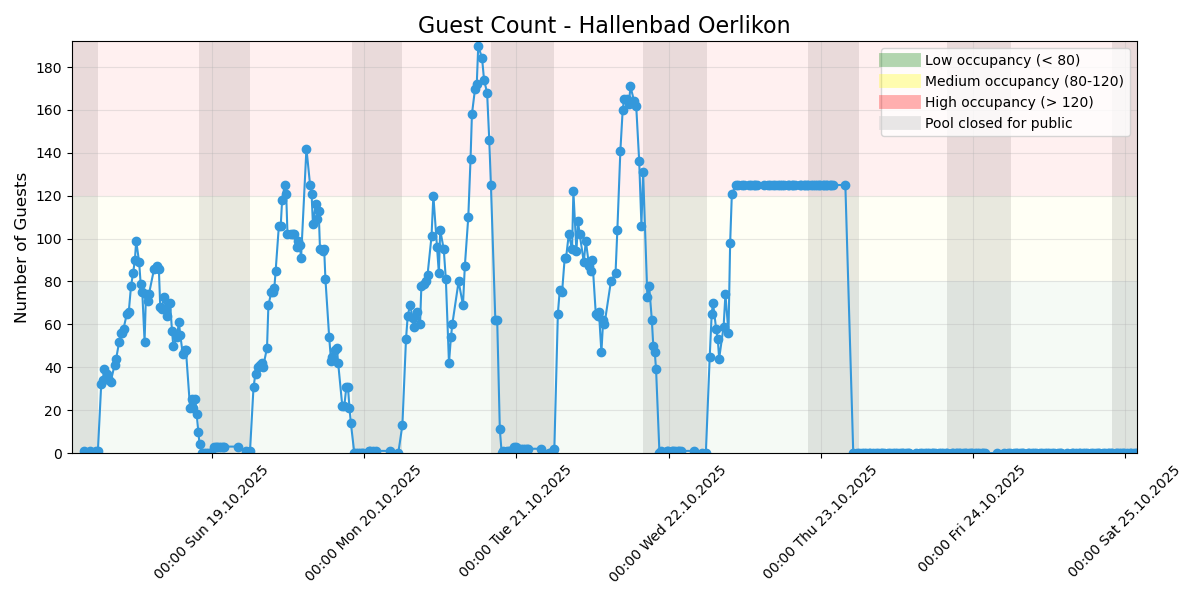 Guest Count - Hallenbad Oerlikon
Number of Guests
180
160
140
120
100
80
60
40
20
0
Low occupancy (< 80)
Medium occupancy (80-120)
High occupancy (> 120)
Pool closed for public
00:00 Sun 19.10.2025
00:00 Mon 20.10.2025
00:00 Tue 21.10.2025
00:00 Wed 22.10.2025
00:00 Thu 23.10.2025
00:00 Fri 24.10.2025
00:00 Sat 25.10.2025